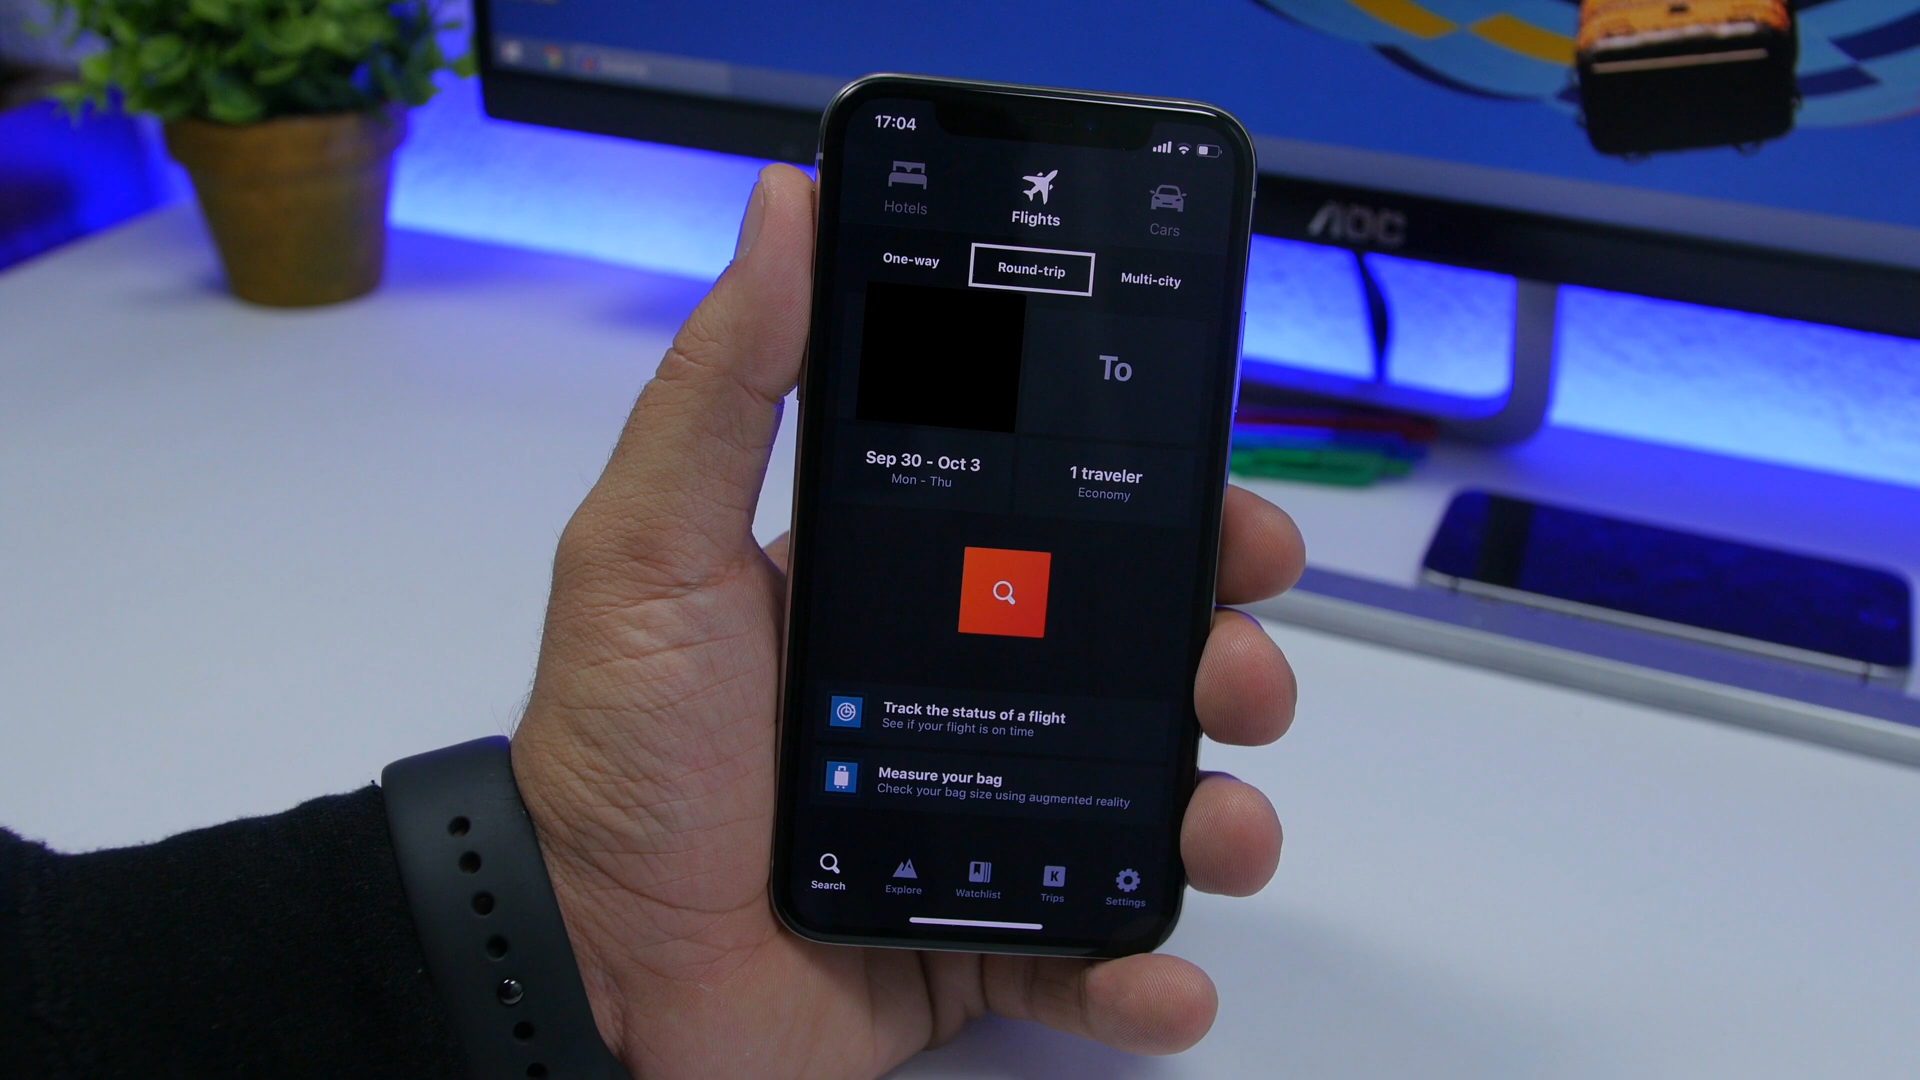 17:04
Hotels
Flights
Cars
One-way
Round-trip
Multi-city
To
Sep 30 - Oct 3
Mon - Thu
1 traveler
Economy
Track the status of a flight
See if your flight is on time
Measure your bag
Check your bag size using augmented reality
Search
Explore
Watchlist
K
Trips
Settings
AOC